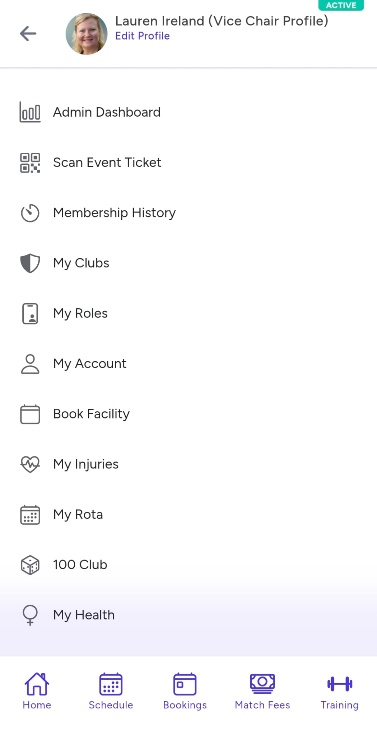 ACTIVE
Lauren Ireland (Vice Chair Profile)
Edit Profile
Admin Dashboard
Scan Event Ticket
Membership History
My Clubs
My Roles
My Account
Book Facility
My Injuries
My Rota
100 Club
My Health
Home
Schedule
Bookings
Match Fees
Training